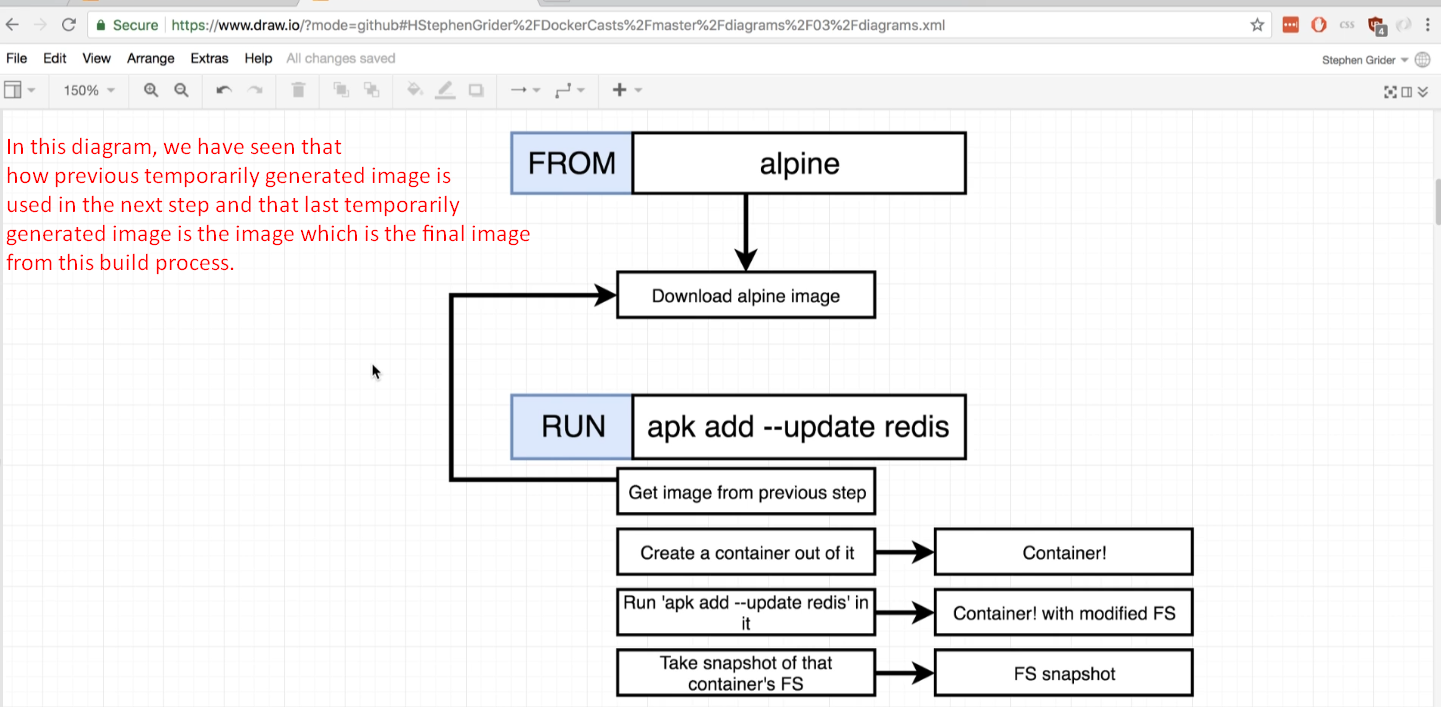 Secure https://www.draw.io/?mode=github#HStephenGrider%2FDockerCasts%2Fmaster%2Fdiagrams%2F03%2Fdiagrams.xml
css
4
File Edit View Arrange Extras Help All changes saved
Stephen Grider
150%
In this diagram, we have seen that
how previous temporarily generated image is
used in the next step and that last temporarily
generated image is the image which is the final image
from this build process.
FROM alpine
Download alpine image
RUN apk add --update redis
Get image from previous step
Create a container out of it
Container!
Run 'apk add --update redis' in
it
Container! with modified FS
Take snapshot of that
container's FS
FS snapshot